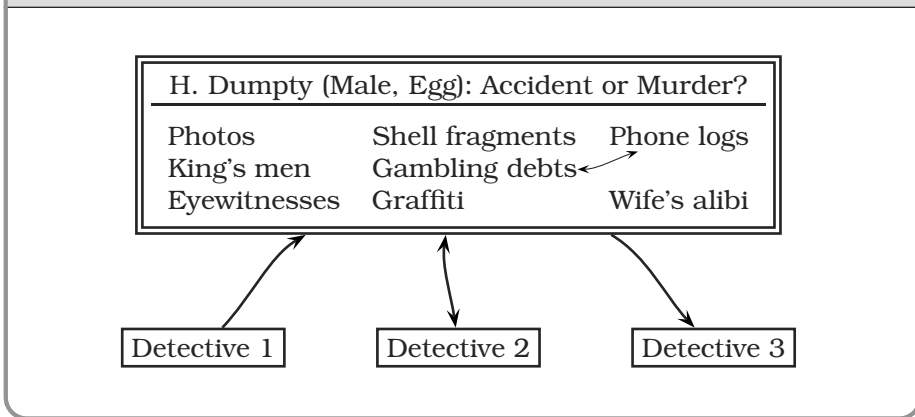 H. Dumpty (Male, Egg): Accident or Murder?
Photos Shell fragments Phone logs
King's men Gambling debts
Eyewitnesses Graffiti Wife's alibi
Detective 1 Detective 2 Detective 3